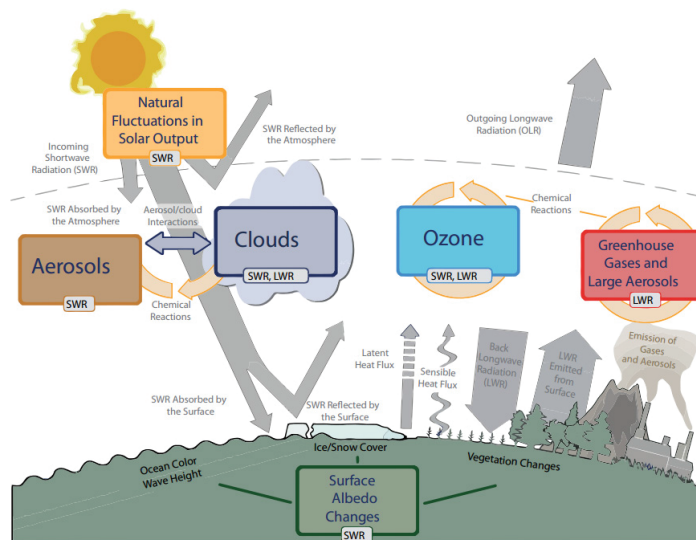 Natural
Fluctuations in
Solar Output
SWR
Incoming
Shortwave
Radiation (SWR)
SWR Reflected by
the Atmosphere
Outgoing Longwave
Radiation (OLR)
SWR Absorbed by
the Atmosphere
Aerosol/cloud
Interactions
Chemical
Reactions
Aerosols
SWR
Clouds
SWR, LWR
Ozone
SWR, LWR
Greenhouse
Gases and
Large Aerosols
LWR
Chemical
Reactions
Emission of
Gases
and Aerosols
Latent
Heat Flux
Sensible
Heat Flux
Back
Longwave
Radiation
(LWR)
LWR
Emitted
from
Surface
SWR Absorbed by
the Surface
SWR Reflected by
the Surface
Ice/Snow Cover
Ocean Color
Wave Height
Vegetation Changes
Surface
Albedo
Changes
SWR